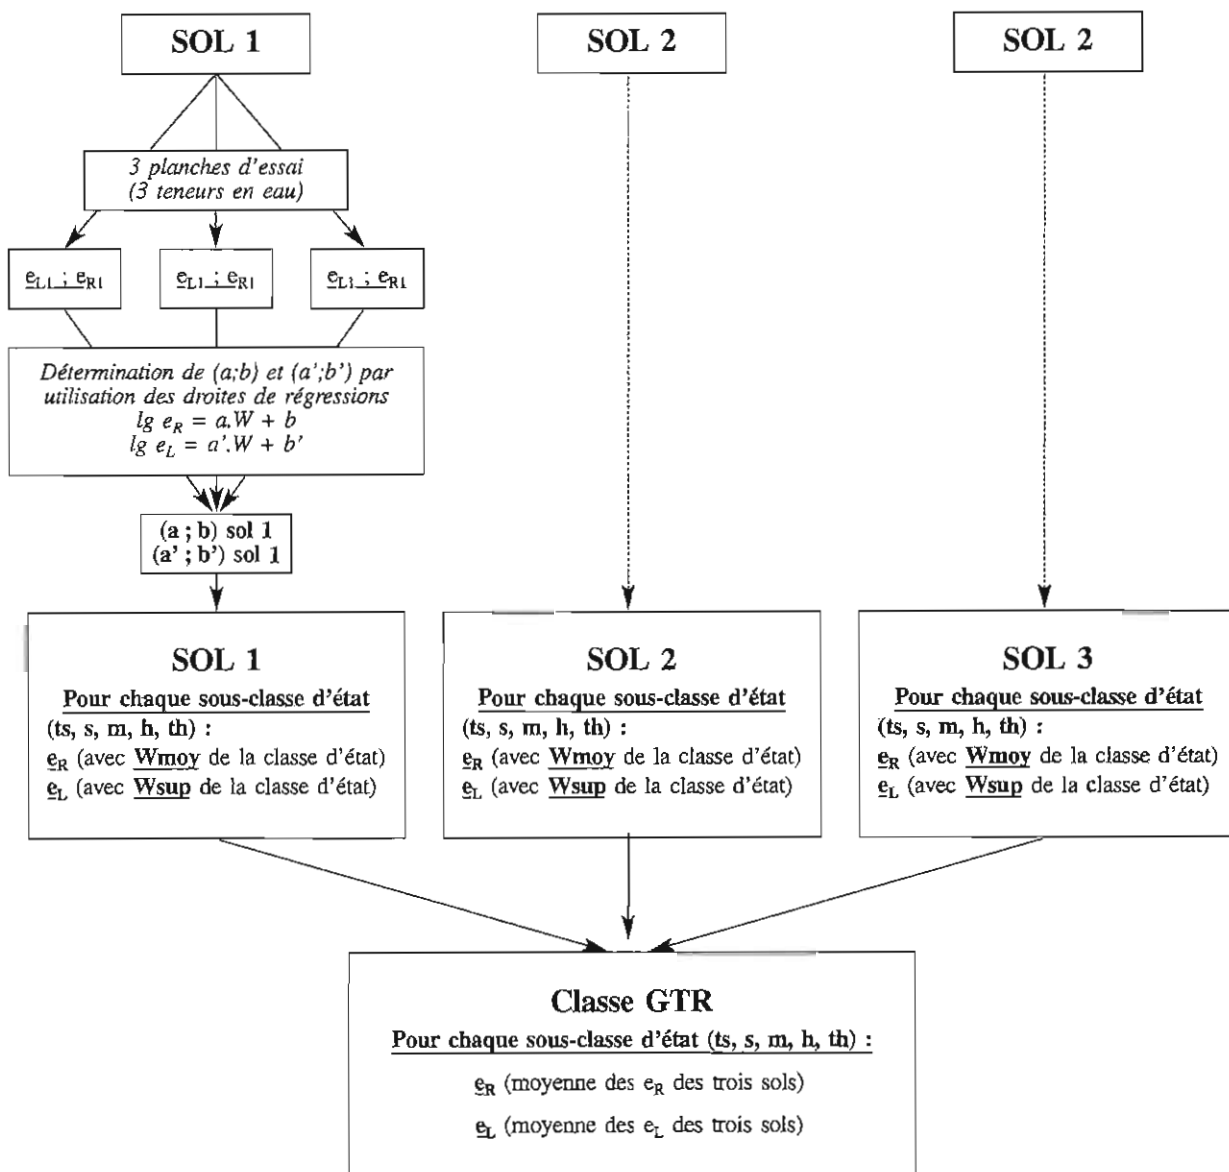 SOL 1
SOL 2
SOL 2
3 planches d'essai
(3 teneurs en eau)
eL1 ; eR1
eL1 ; eR1
eL1 ; eR1
Détermination de (a;b) et (a';b') par
utilisation des droites de régressions
lg eR = a.W + b
lg eL = a'.W + b'
(a ; b) sol 1
(a' ; b') sol 1
SOL 1
Pour chaque sous-classe d'état
(ts, s, m, h, th) :
eR (avec Wmoy de la classe d'état)
eL (avec Wsup de la classe d'état)
SOL 2
Pour chaque sous-classe d'état
(ts, s, m, h, th) :
eR (avec Wmoy de la classe d'état)
eL (avec Wsup de la classe d'état)
SOL 3
Pour chaque sous-classe d'état
(ts, s, m, h, th) :
eR (avec Wmoy de la classe d'état)
eL (avec Wsup de la classe d'état)
Classe GTR
Pour chaque sous-classe d'état (ts, s, m, h, th) :
eR (moyenne des eR des trois sols)
eL (moyenne des eL des trois sols)